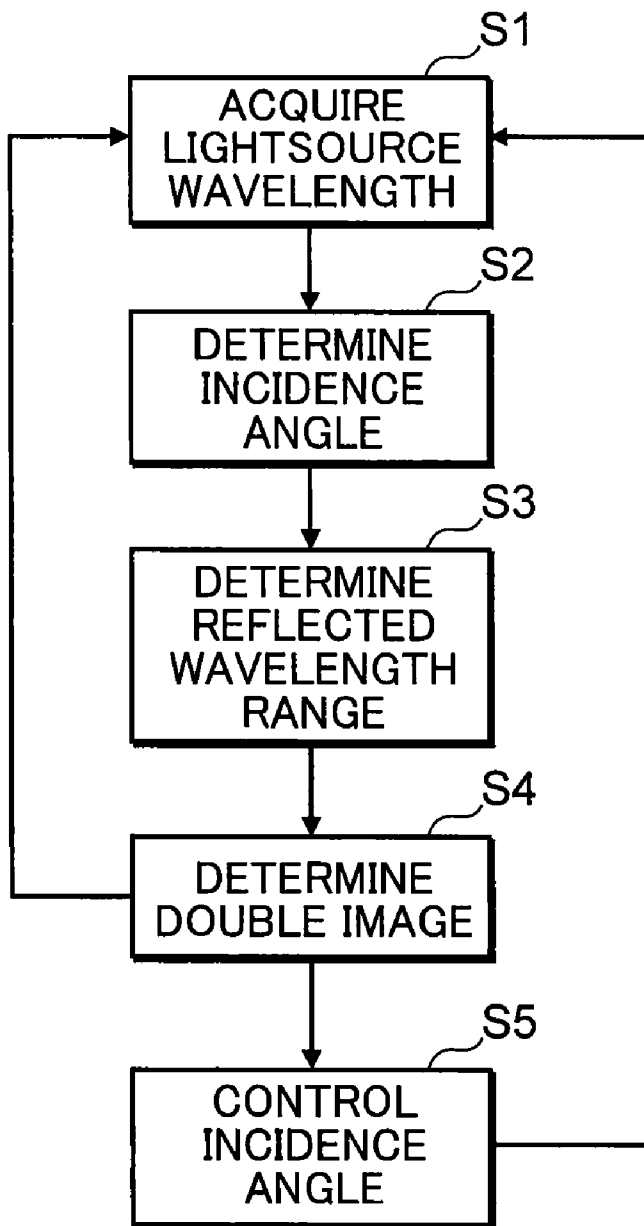 S1
ACQUIRE
LIGHTSOURCE
WAVELENGTH
S2
DETERMINE
INCIDENCE
ANGLE
S3
DETERMINE
REFLECTED
WAVELENGTH
RANGE
S4
DETERMINE
DOUBLE IMAGE
S5
CONTROL
INCIDENCE
ANGLE